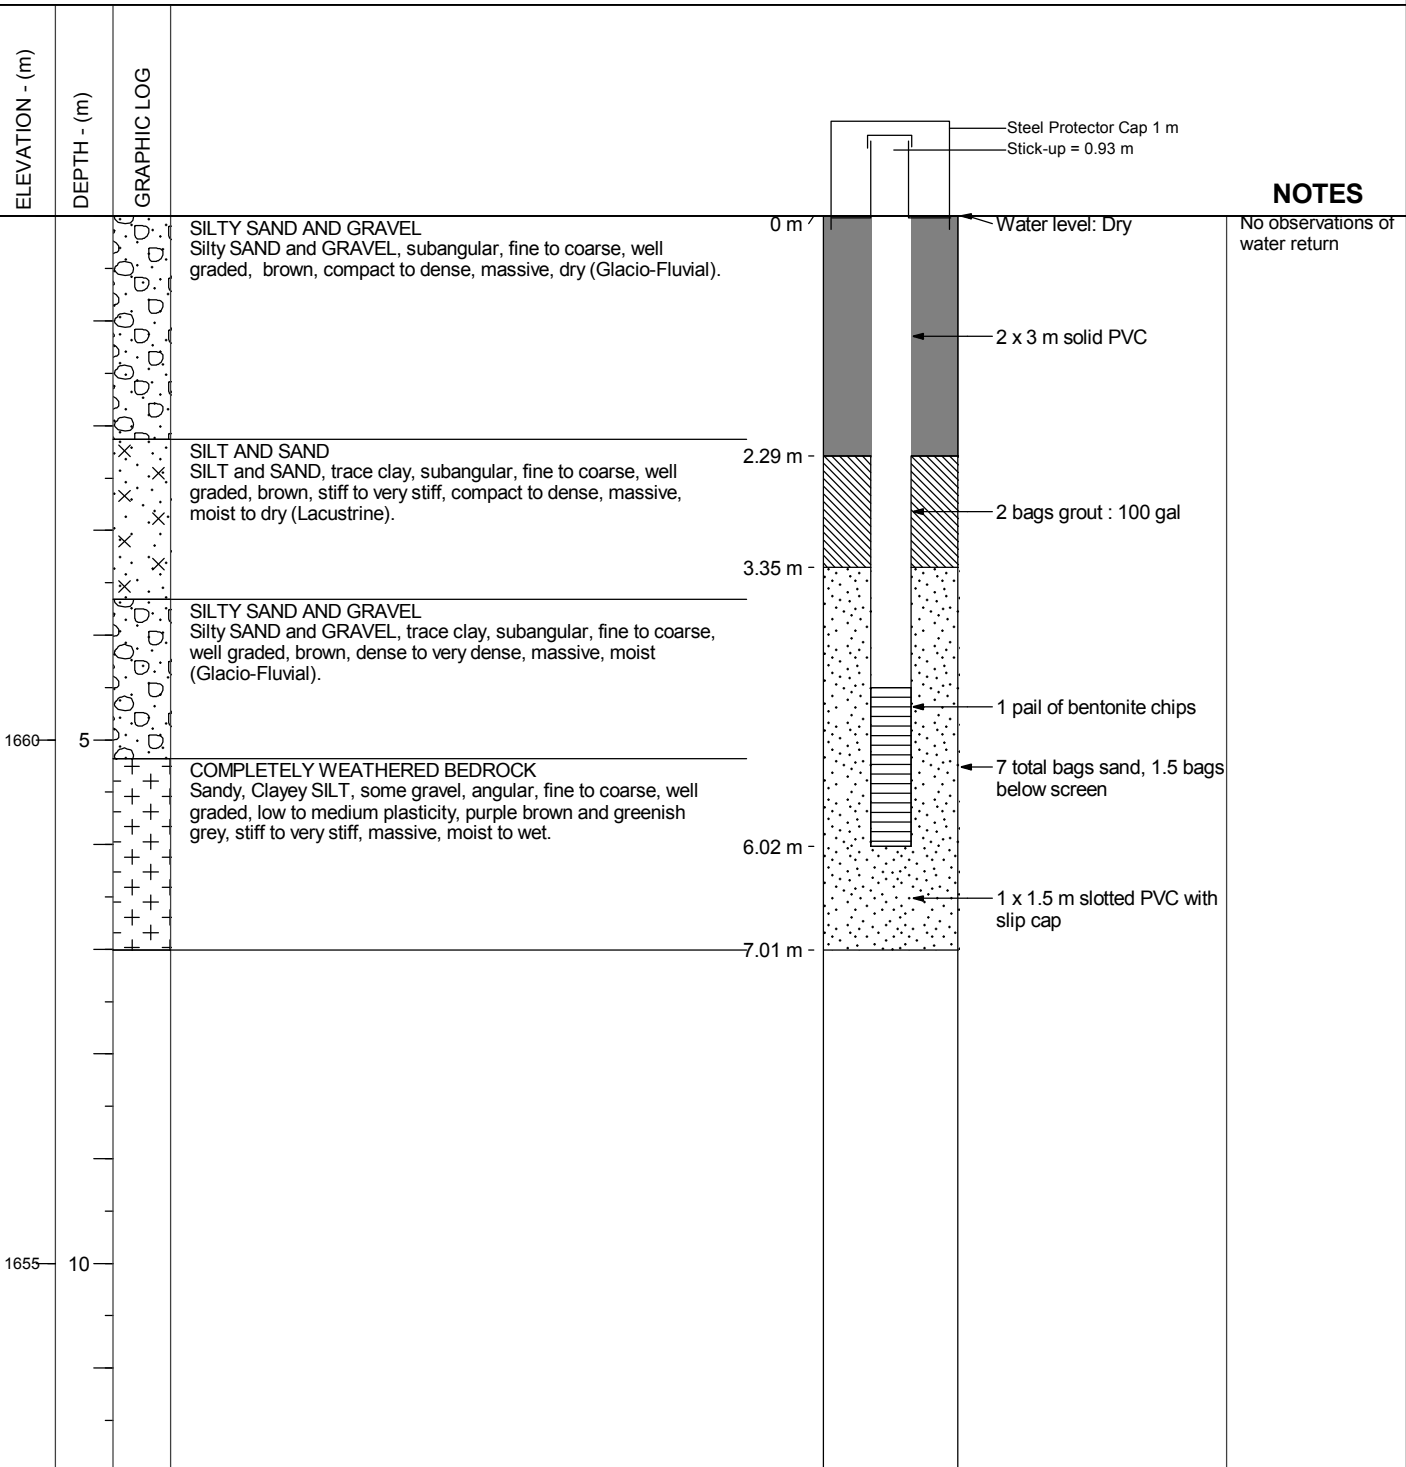 ELEVATION - (m)
DEPTH - (m)
GRAPHIC LOG
Steel Protector Cap 1 m
Stick-up = 0.93 m
NOTES
SILTY SAND AND GRAVEL
Silty SAND and GRAVEL, subangular, fine to coarse, well
graded, brown, compact to dense, massive, dry (Glacio-Fluvial).
0 m
Water level: Dry
No observations of
water return
2 x 3 m solid PVC
SILT AND SAND
SILT and SAND, trace clay, subangular, fine to coarse, well
graded, brown, stiff to very stiff, compact to dense, massive,
moist to dry (Lacustrine).
2.29 m
2 bags grout : 100 gal
3.35 m
SILTY SAND AND GRAVEL
Silty SAND and GRAVEL, trace clay, subangular, fine to coarse,
well graded, brown, dense to very dense, massive, moist
(Glacio-Fluvial).
1 pail of bentonite chips
1660
5
COMPLETELY WEATHERED BEDROCK
Sandy, Clayey SILT, some gravel, angular, fine to coarse, well
graded, low to medium plasticity, purple brown and greenish
grey, stiff to very stiff, massive, moist to wet.
7 total bags sand, 1.5 bags
below screen
6.02 m
1 x 1.5 m slotted PVC with
slip cap
7.01 m
1655
10